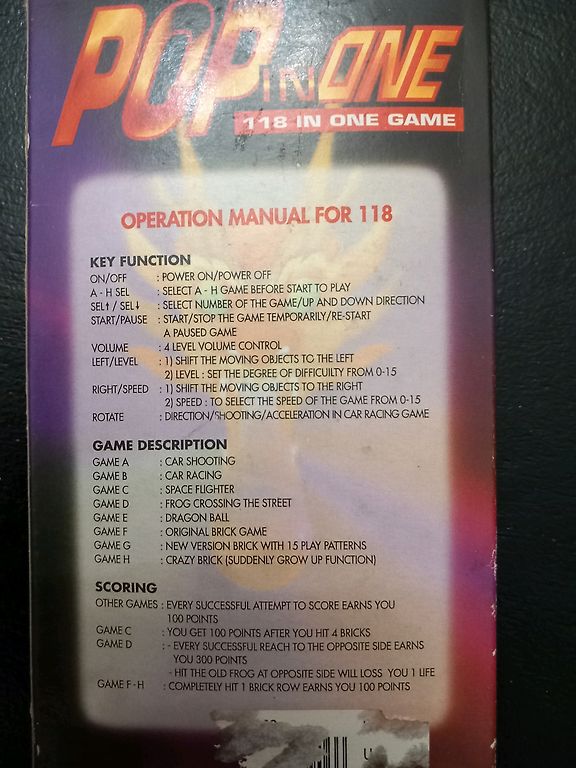 POP IN ONE
118 IN ONE GAME
OPERATION MANUAL FOR 118
KEY FUNCTION
ON/OFF : POWER ON/POWER OFF
A - H SEL : SELECT A - H GAME BEFORE START TO PLAY
SEL↑ / SEL↓ : SELECT NUMBER OF THE GAME/UP AND DOWN DIRECTION
START/PAUSE : START/STOP THE GAME TEMPORARILY/RE-START
A PAUSED GAME
VOLUME : 4 LEVEL VOLUME CONTROL
LEFT/LEVEL : 1) SHIFT THE MOVING OBJECTS TO THE LEFT
2) LEVEL : SET THE DEGREE OF DIFFICUILTY FROM 0-15
RIGHT/SPEED : 1) SHIFT THE MOVING OBJECTS TO THE RIGHT
2) SPEED : TO SELECT THE SPEED OF THE GAME FROM 0-15
ROTATE : DIRECTION/SHOOTING/ACCELERATION IN CAR RACING GAME
GAME DESCRIPTION
GAME A : CAR SHOOTING
GAME B : CAR RACING
GAME C : SPACE FLIGHTER
GAME D : FROG CROSSING THE STREET
GAME E : DRAGON BALL
GAME F : ORIGINAL BRICK GAME
GAME G : NEW VERSION BRICK WITH 15 PLAY PATTERNS
GAME H : CRAZY BRICK (SUDDENLY GROW UP FUNCTION)
SCORING
OTHER GAMES : EVERY SUCCESSFUL ATTEMPT TO SCORE EARNS YOU
100 POINTS
GAME C : YOU GET 100 POINTS AFTER YOU HIT 4 BRICKS
GAME D : - EVERY SUCCESSFUL REACH TO THE OPPOSITE SIDE EARNS
YOU 300 POINTS
- HIT THE OLD FROG AT OPPOSITE SIDE WILL LOSS YOU 1 LIFE
GAME F - H : COMPLETELY HIT 1 BRICK ROW EARNS YOU 100 POINTS